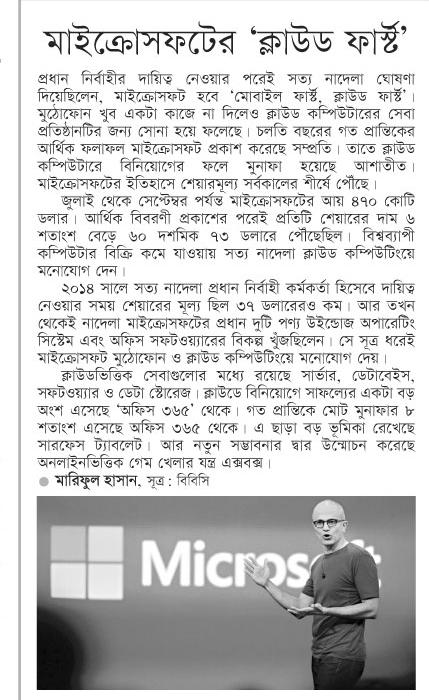 মাইক্রোসফটের ‘ক্লাউড ফার্স্ট’
প্রধান নির্বাহীর দায়িত্ব নেওয়ার পরেই সত্য নাদেলা ঘোষণা
দিয়েছিলেন, মাইক্রোসফট হবে ‘মোবাইল ফার্স্ট, ক্লাউড ফার্স্ট’।
মুঠোফোন খুব একটা কাজে না দিলেও ক্লাউড কম্পিউটারের সেবা
প্রতিষ্ঠানটির জন্য সোনা হয়ে ফলেছে। চলতি বছরের গত প্রান্তিকের
আর্থিক ফলাফল মাইক্রোসফট প্রকাশ করেছে সম্প্রতি। তাতে ক্লাউড
কম্পিউটারে বিনিয়োগের ফলে মুনাফা হয়েছে আশাতীত।
মাইক্রোসফটের ইতিহাসে শেয়ারমূল্য সর্বকালের শীর্ষে পৌঁছে।
জুলাই থেকে সেপ্টেম্বর পর্যন্ত মাইক্রোসফটের আয় ৪৭০ কোটি
ডলার। আর্থিক বিবরণী প্রকাশের পরেই প্রতিটি শেয়ারের দাম ৬
শতাংশ বেড়ে ৬০ দশমিক ৭৩ ডলারে পৌঁছেছিল। বিশ্বব্যাপী
কম্পিউটার বিক্রি কমে যাওয়ায় সত্য নাদেলা ক্লাউড কম্পিউটিংয়ে
মনোযোগ দেন।
২০১৪ সালে সত্য নাদেলা প্রধান নির্বাহী কর্মকর্তা হিসেবে দায়িত্ব
নেওয়ার সময় শেয়ারের মূল্য ছিল ৩৭ ডলারেরও কম। আর তখন
থেকেই নাদেলা মাইক্রোসফটের প্রধান দুটি পণ্য উইন্ডোজ অপারেটিং
সিস্টেম এবং অফিস সফটওয়্যারের বিকল্প খুঁজছিলেন। সে সূত্র ধরেই
মাইক্রোসফট মুঠোফোন ও ক্লাউড কম্পিউটিংয়ে মনোযোগ দেয়।
ক্লাউডভিত্তিক সেবাগুলোর মধ্যে রয়েছে সার্ভার, ডেটাবেইস,
সফটওয়্যার ও ডেটা স্টোরেজ। ক্লাউডে বিনিয়োগে সাফল্যের একটা বড়
অংশ এসেছে ‘অফিস ৩৬৫’ থেকে। গত প্রান্তিকে মোট মুনাফার ৮
শতাংশ এসেছে অফিস ৩৬৫ থেকে। এ ছাড়া বড় ভূমিকা রেখেছে
সারফেস ট্যাবলেট। আর নতুন সম্ভাবনার দ্বার উন্মোচন করেছে
অনলাইনভিত্তিক গেম খেলার যন্ত্র এক্সবক্স।
মারিফুল হাসান, সূত্র : বিবিসি
Microsoft